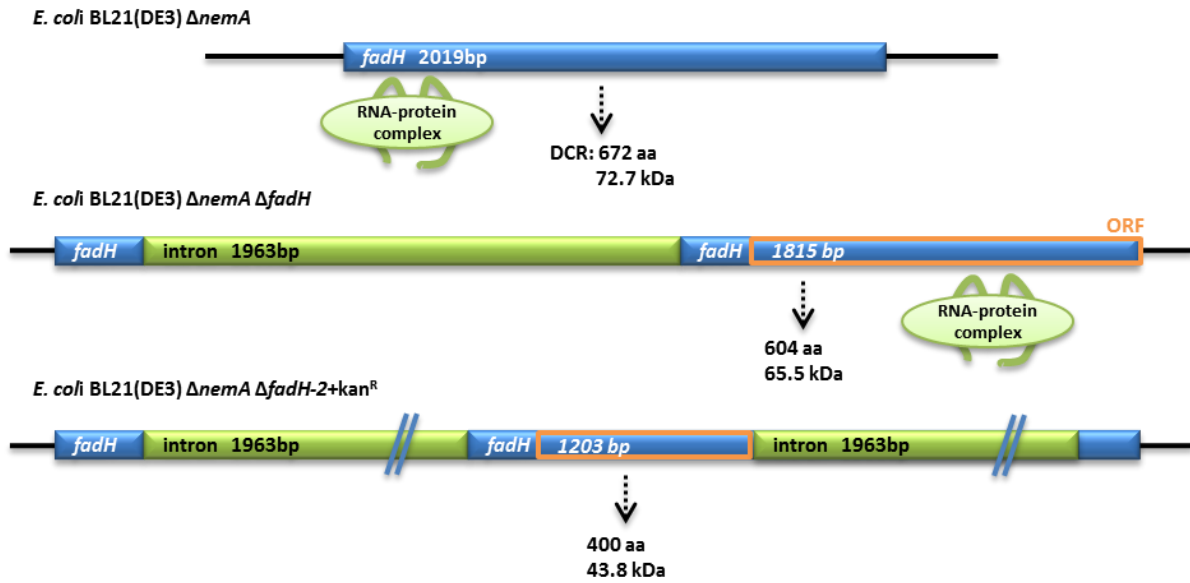 E. coli BL21(DE3) ΔnemA
fadH 2019bp
RNA-protein
complex
DCR: 672 aa
72.7 kDa
E. coli BL21(DE3) ΔnemA ΔfadH
ORF
fadH intron 1963bp fadH 1815 bp
RNA-protein
complex
604 aa
65.5 kDa
E. coli BL21(DE3) ΔnemA ΔfadH-2+kanᴿ
fadH intron 1963bp fadH 1203 bp intron 1963bp
400 aa
43.8 kDa